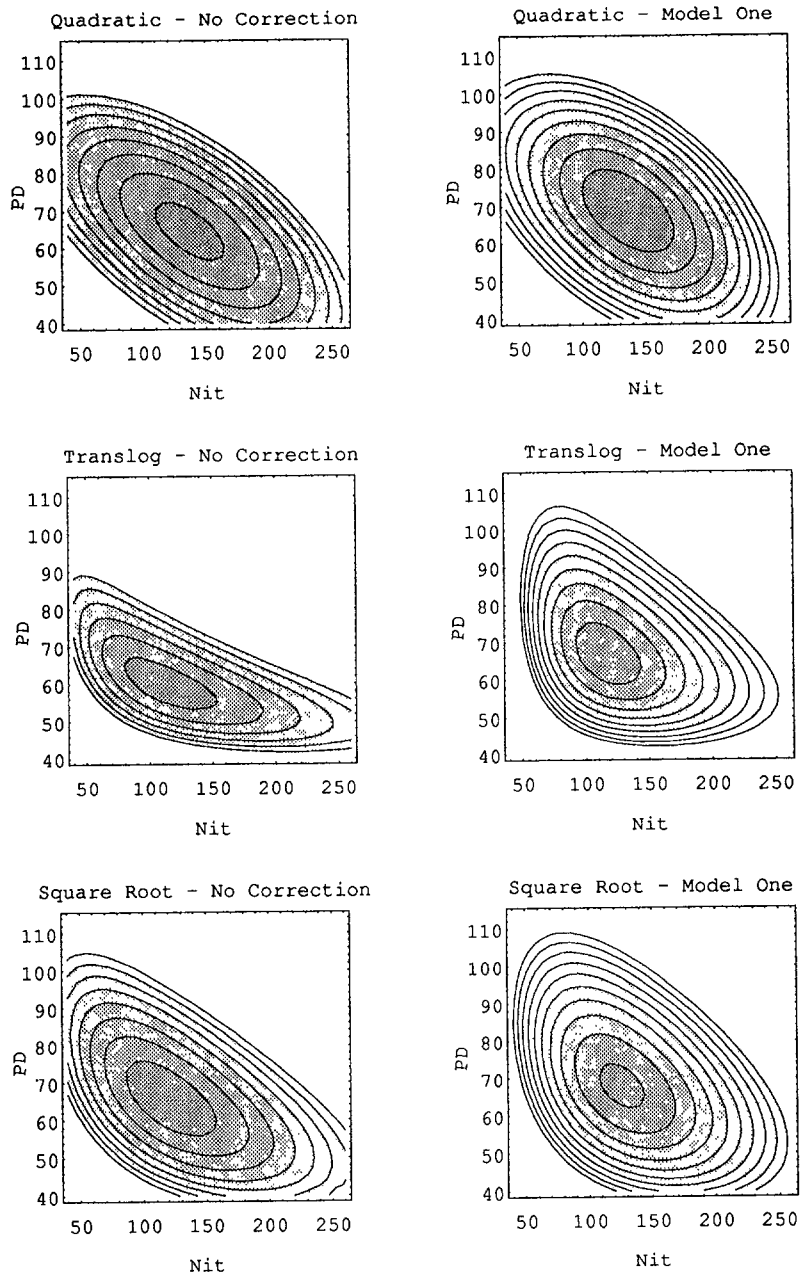 Quadratic - No Correction
110
100
90
80
70
60
50
40
PD
50 100 150 200 250
Nit
Quadratic - Model One
110
100
90
80
70
60
50
40
PD
50 100 150 200 250
Nit
Translog - No Correction
110
100
90
80
70
60
50
40
PD
50 100 150 200 250
Nit
Translog - Model One
110
100
90
80
70
60
50
40
PD
50 100 150 200 250
Nit
Square Root - No Correction
110
100
90
80
70
60
50
40
PD
50 100 150 200 250
Nit
Square Root - Model One
110
100
90
80
70
60
50
40
PD
50 100 150 200 250
Nit